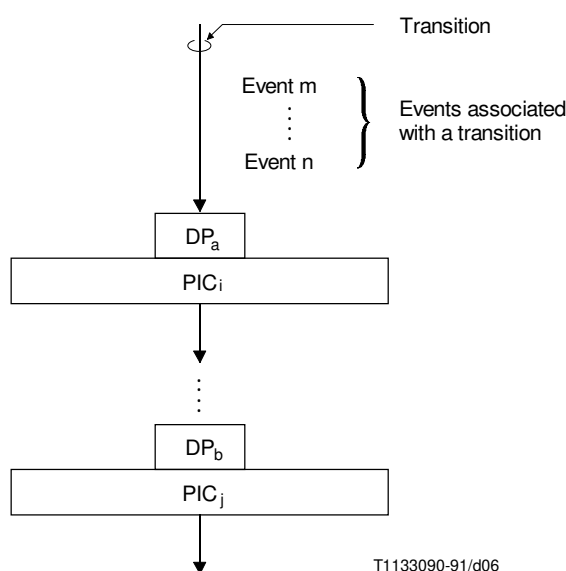 Transition
Event m
Event n
Events associated
with a transition
DPa
PICi
DPb
PICj
T1133090-91/d06